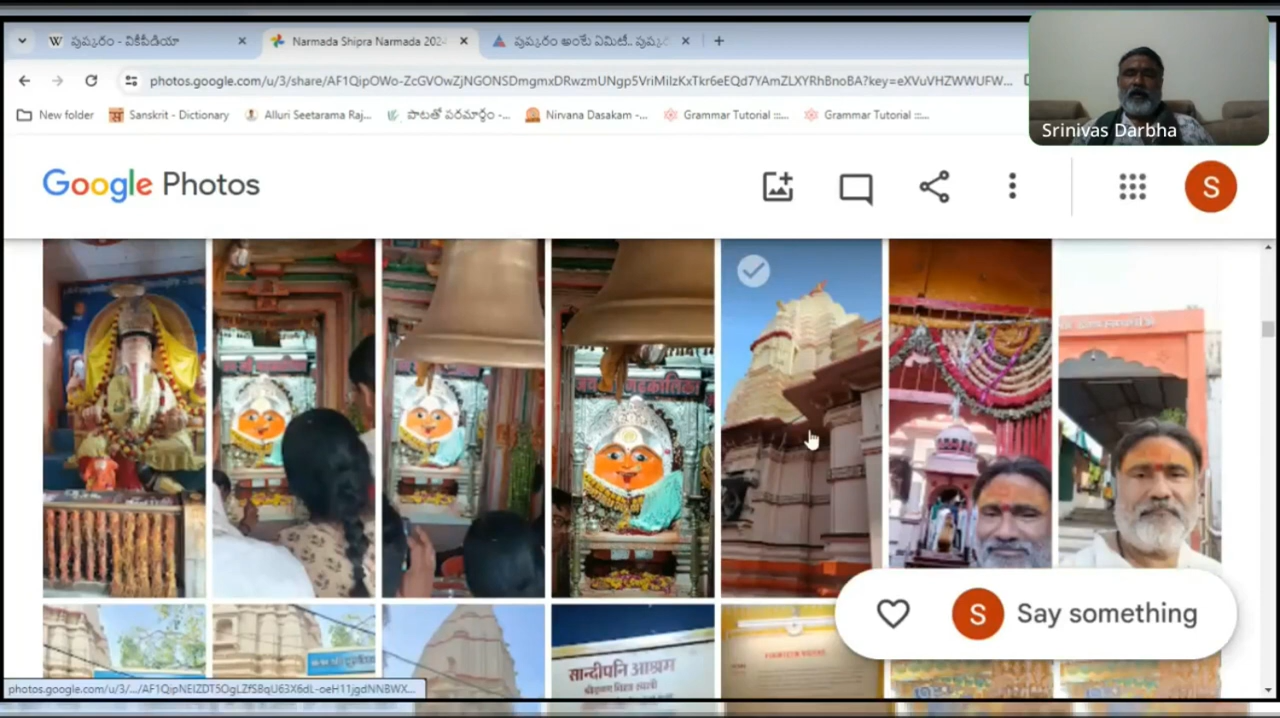 పుష్కరం - వికీపీడియా
Narmada Shipra Narmada 2024
పుష్కరం అంటే ఏమిటీ.. పుష్క
photos.google.com/u/3/share/AF1QipOWo-ZcGVOwZjNGONSDmgmxDRwzmUNgp5VriMilzKxTkr6eEQd7YAmZLXYRhBnoBA?key=eXVuVHZWWUFW...
New folder
Sanskrit - Dictionary
Alluri Seetarama Raj...
పాటతో పరమార్థం -...
Nirvana Dasakam -...
Grammar Tutorial ::...
Grammar Tutorial ::...
Srinivas Darbha
Google Photos
S
सान्दीपनि आश्रम
S
Say something
photos.google.com/u/3/.../AF1QipNEIZDT5OgLZfSBqU63X6dL-oeH11jgdNNBWX...